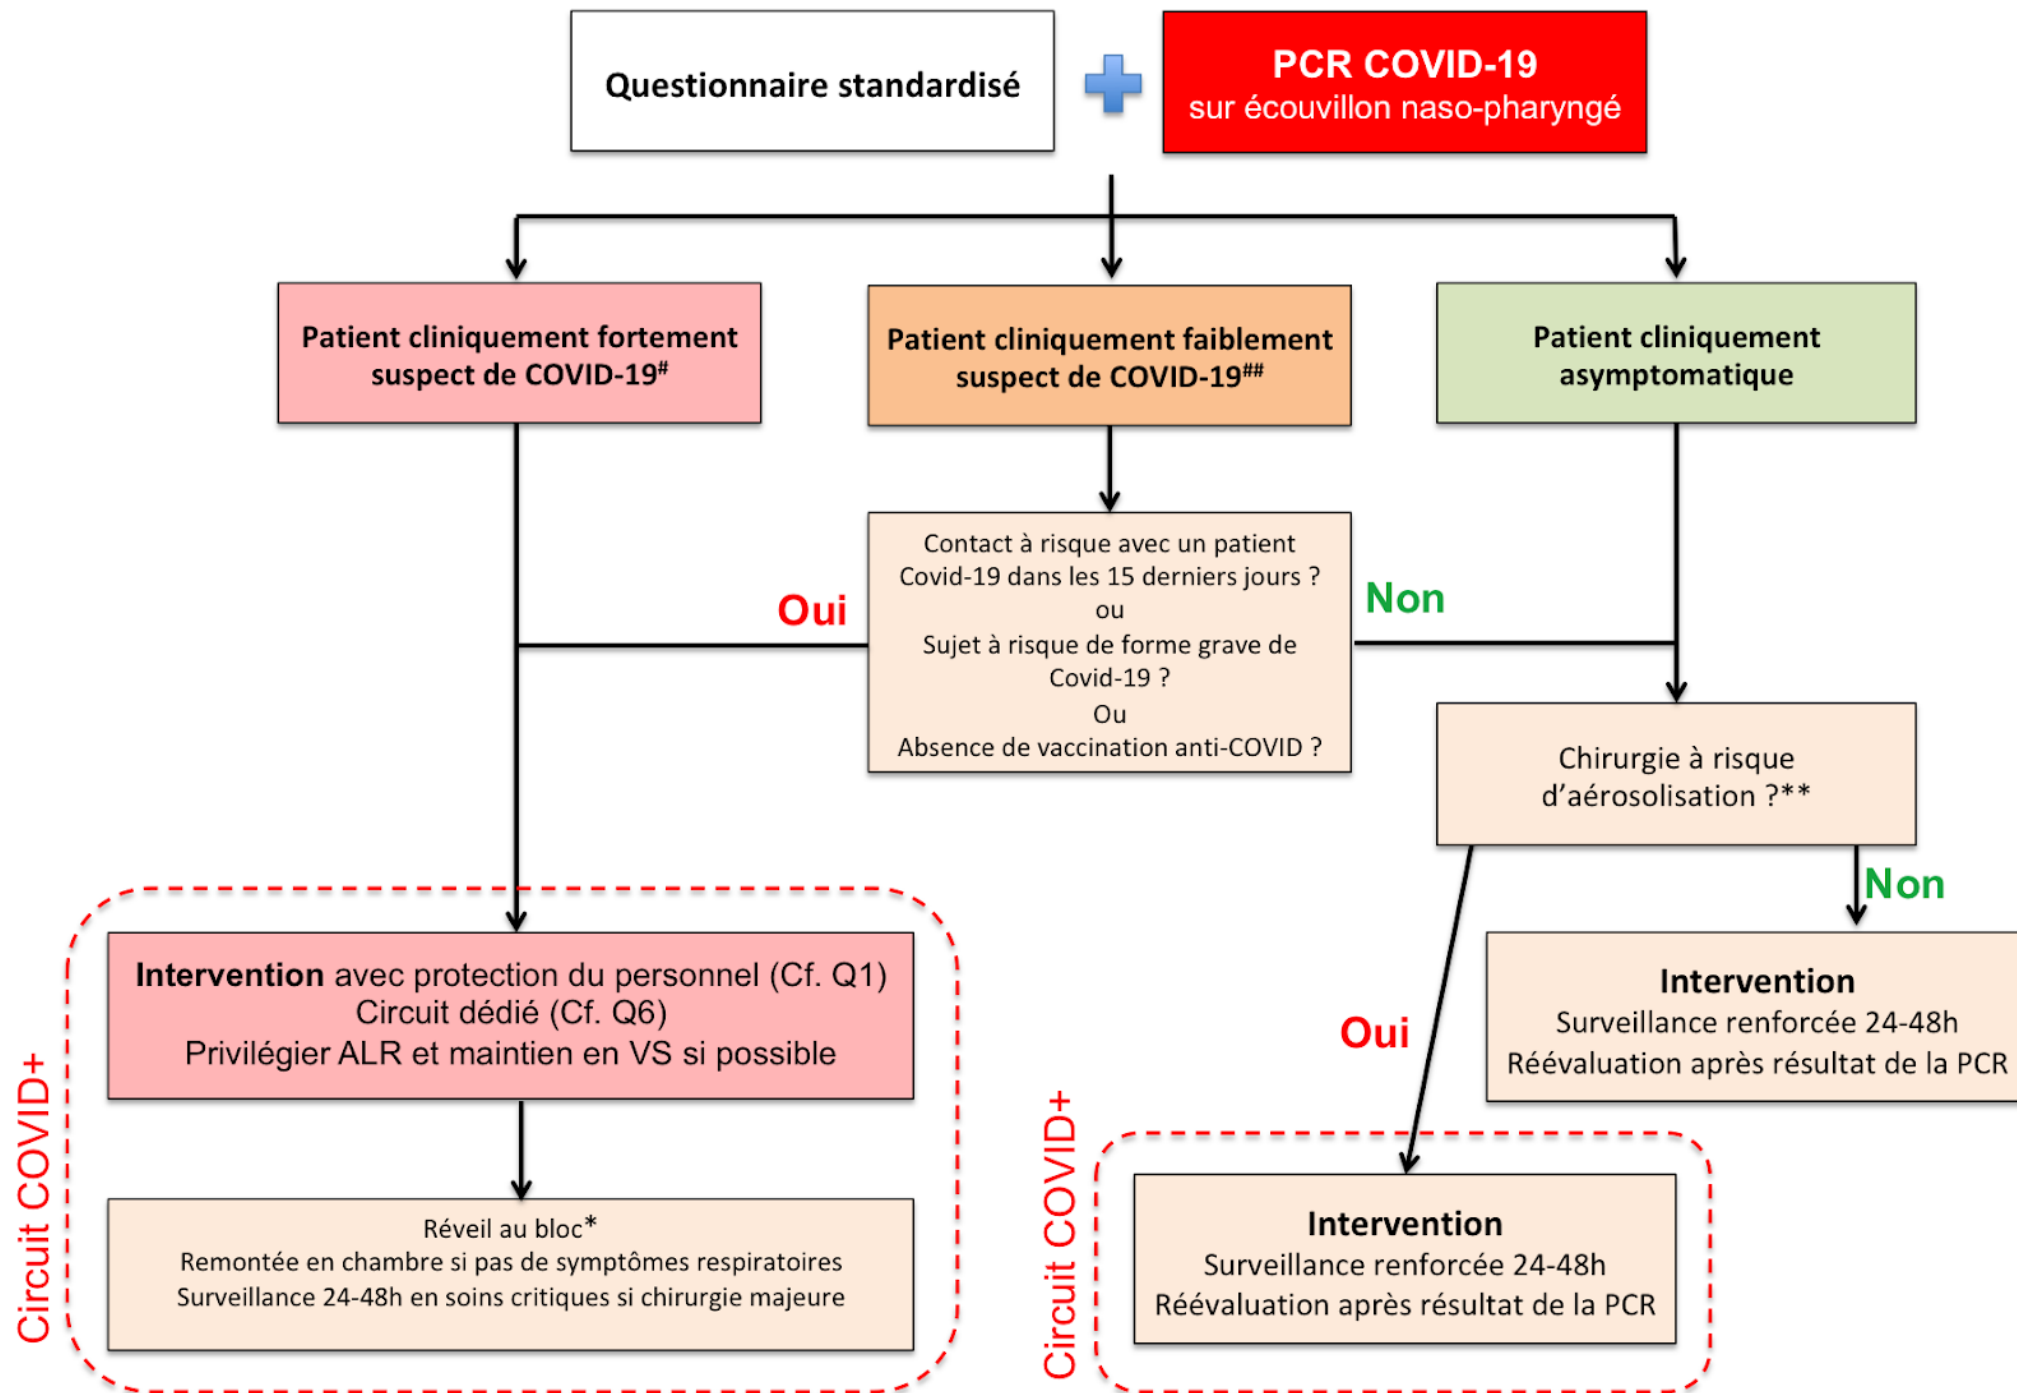 Questionnaire standardisé
PCR COVID-19
sur écouvillon naso-pharyngé
Patient cliniquement fortement
suspect de COVID-19#
Patient cliniquement faiblement
suspect de COVID-19##
Patient cliniquement
asymptomatique
Contact à risque avec un patient
Covid-19 dans les 15 derniers jours ?
ou
Sujet à risque de forme grave de
Covid-19 ?
Ou
Absence de vaccination anti-COVID ?
Oui
Non
Chirurgie à risque
d'aérosolisation ?**
Oui
Non
Intervention avec protection du personnel (Cf. Q1)
Circuit dédié (Cf. Q6)
Privilégier ALR et maintien en VS si possible
Réveil au bloc*
Remontée en chambre si pas de symptômes respiratoires
Surveillance 24-48h en soins critiques si chirurgie majeure
Circuit COVID+
Intervention
Surveillance renforcée 24-48h
Réévaluation après résultat de la PCR
Intervention
Surveillance renforcée 24-48h
Réévaluation après résultat de la PCR
Circuit COVID+